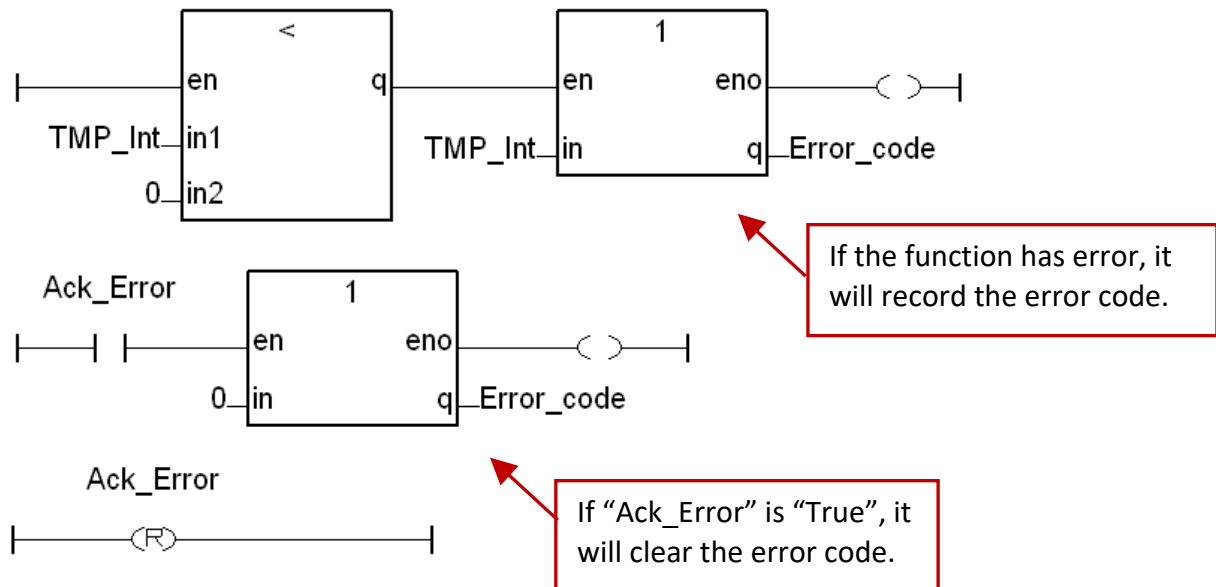 < 1
en q en eno
TMP_Int in1 TMP_Int in q Error_code
0 in2
If the function has error, it
will record the error code.
Ack_Error 1
en eno
0 in q Error_code
Ack_Error
(R)
If “Ack_Error” is “True”, it
will clear the error code.